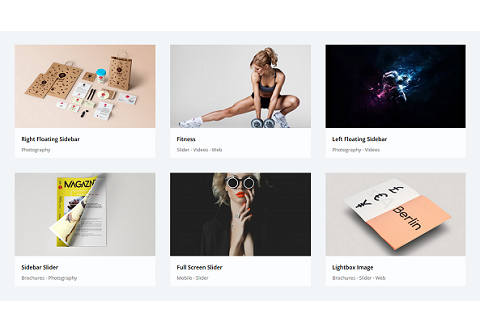 Right Floating Sidebar
Photography
Fitness
Slider - Videos - Web
Left Floating Sidebar
Photography - Videos
MAGAZIN
Berlin
Sidebar Slider
Brochures - Photography
Full Screen Slider
Mobile - Slider
Lightbox Image
Brochures - Slider - Web